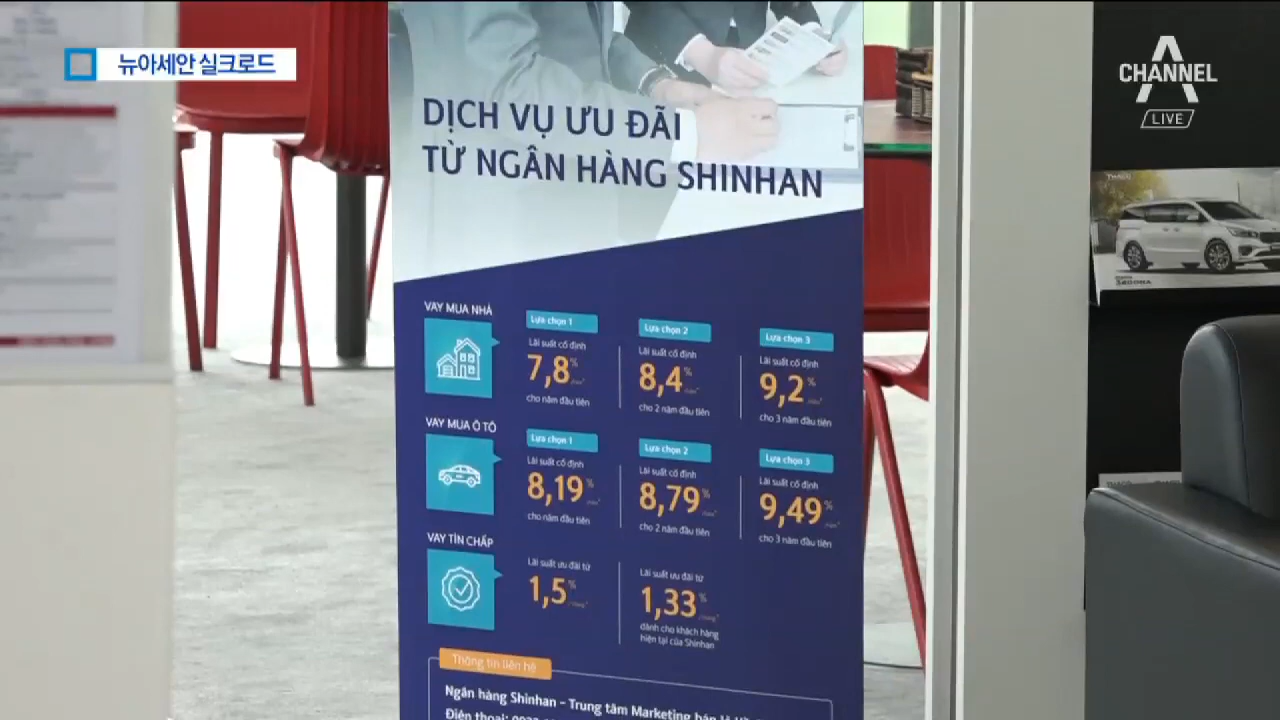 뉴아세안 실크로드
CHANNEL A
LIVE
DỊCH VỤ ƯU ĐÃI
TỪ NGÂN HÀNG SHINHAN
VAY MUA NHÀ
Lựa chọn 1
Lãi suất cố định
7,8%
cho năm đầu tiên
Lựa chọn 2
Lãi suất cố định
8,4%
cho 2 năm đầu tiên
Lựa chọn 3
Lãi suất cố định
9,2%
cho 3 năm đầu tiên
VAY MUA Ô TÔ
Lựa chọn 1
Lãi suất cố định
8,19%
cho năm đầu tiên
Lựa chọn 2
Lãi suất cố định
8,79%
cho 2 năm đầu tiên
Lựa chọn 3
Lãi suất cố định
9,49%
cho 3 năm đầu tiên
VAY TÍN CHẤP
Lãi suất ưu đãi từ
1,5%
Lãi suất ưu đãi từ
1,33%
dành cho khách hàng
hiện tại của Shinhan
Thông tin liên hệ
Ngân hàng Shinhan – Trung tâm Marketing bán lẻ
Điện thoại:
THACO
SEDONA